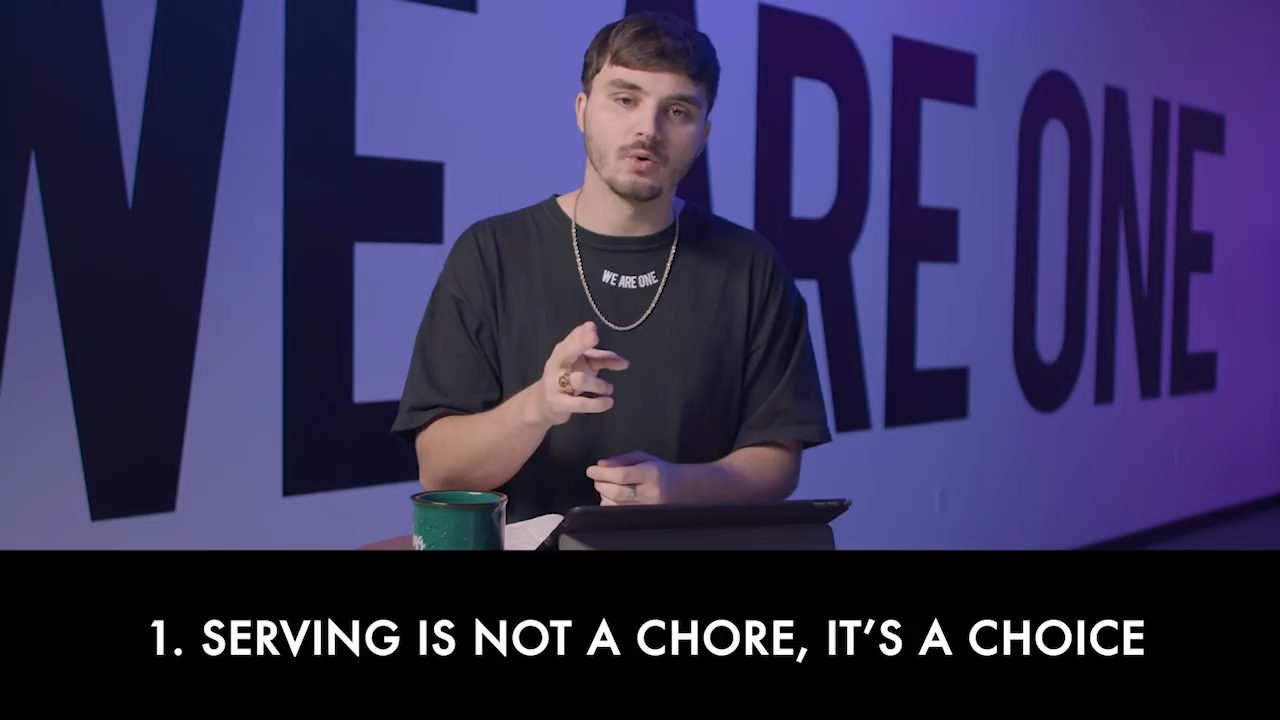 WE ARE ONE
WE ARE ONE
1. SERVING IS NOT A CHORE, IT’S A CHOICE